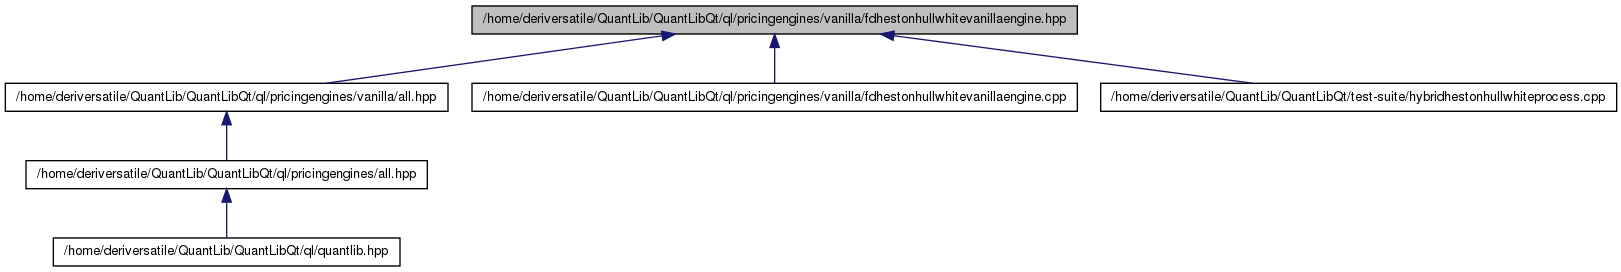 /home/deriversatile/QuantLib/QuantLibQt/ql/pricingengines/vanilla/fdhestonhullwhitevanillaengine.hpp
/home/deriversatile/QuantLib/QuantLibQt/ql/pricingengines/vanilla/all.hpp
/home/deriversatile/QuantLib/QuantLibQt/ql/pricingengines/vanilla/fdhestonhullwhitevanillaengine.cpp
/home/deriversatile/QuantLib/QuantLibQt/test-suite/hybridhestonhullwhiteprocess.cpp
/home/deriversatile/QuantLib/QuantLibQt/ql/pricingengines/all.hpp
/home/deriversatile/QuantLib/QuantLibQt/ql/quantlib.hpp